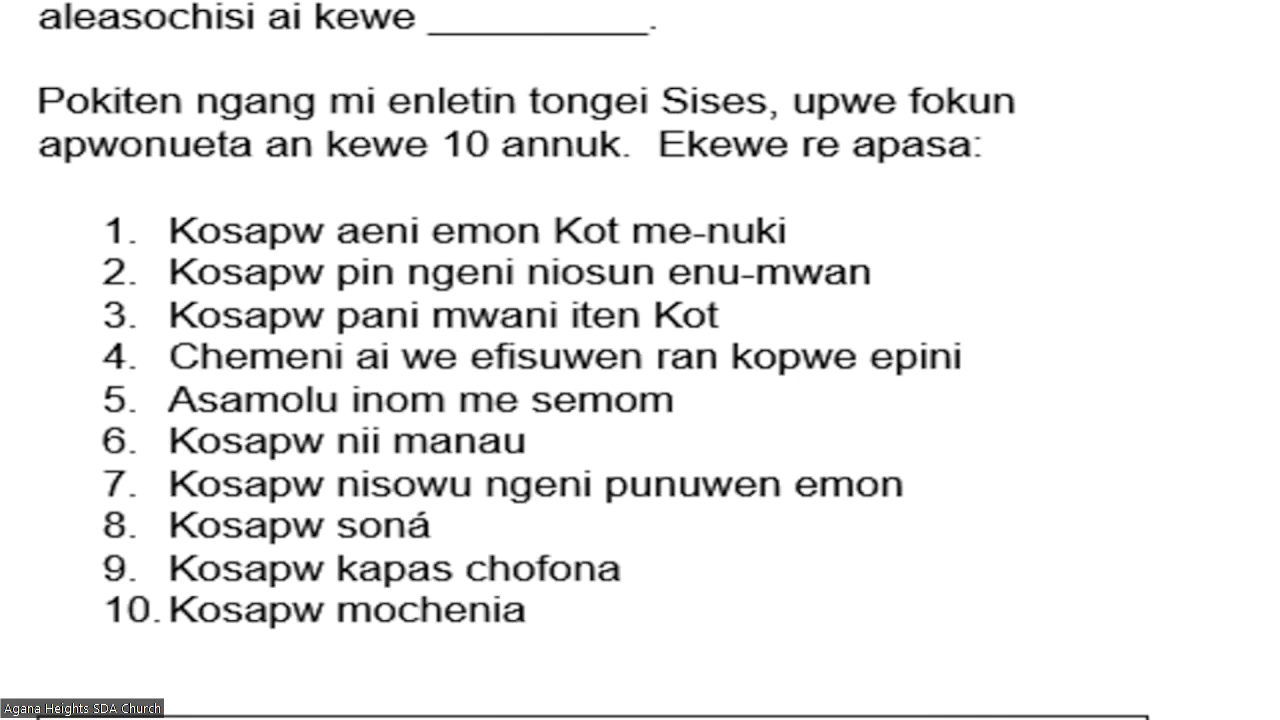 aleasochisi ai kewe __________.
Pokiten ngang mi enletin tongei Sises, upwe fokun
apwonueta an kewe 10 annuk.  Ekewe re apasa:
1. Kosapw aeni emon Kot me-nuki
2. Kosapw pin ngeni niosun enu-mwan
3. Kosapw pani mwani iten Kot
4. Chemeni ai we efisuwen ran kopwe epini
5. Asamolu inom me semom
6. Kosapw nii manau
7. Kosapw nisowu ngeni punuwen emon
8. Kosapw soná
9. Kosapw kapas chofona
10. Kosapw mochenia
Agana Heights SDA Church